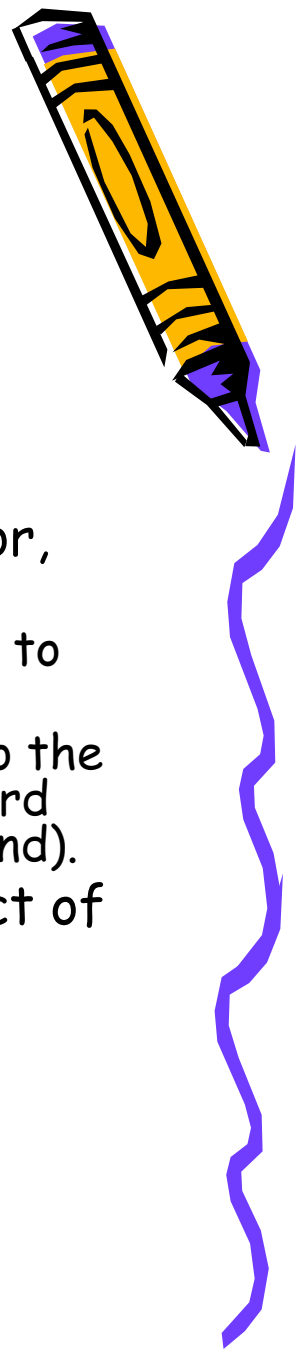 or,
to
o the
rd
nd).
ct of